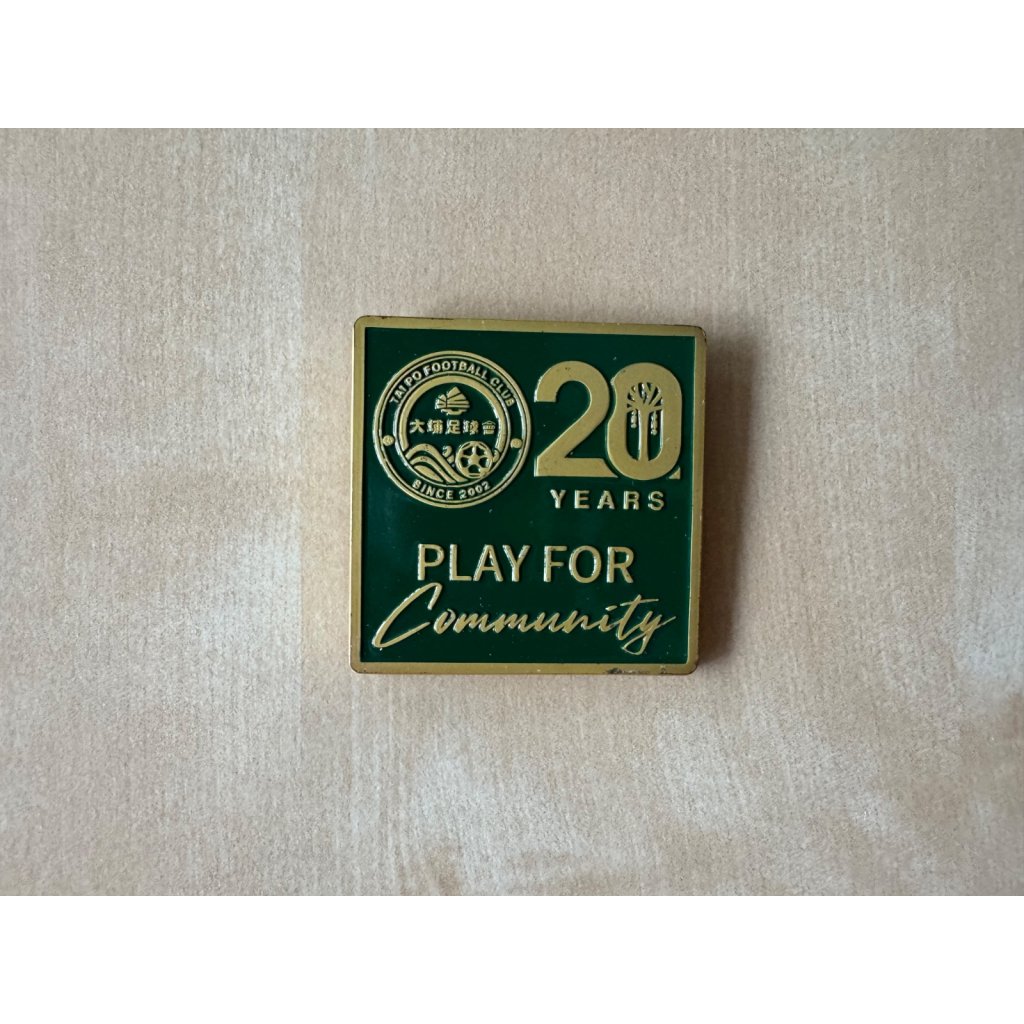 TAI PO FOOTBALL CLUB
大埔足球會
SINCE 2002
20
YEARS
PLAY FOR
Community